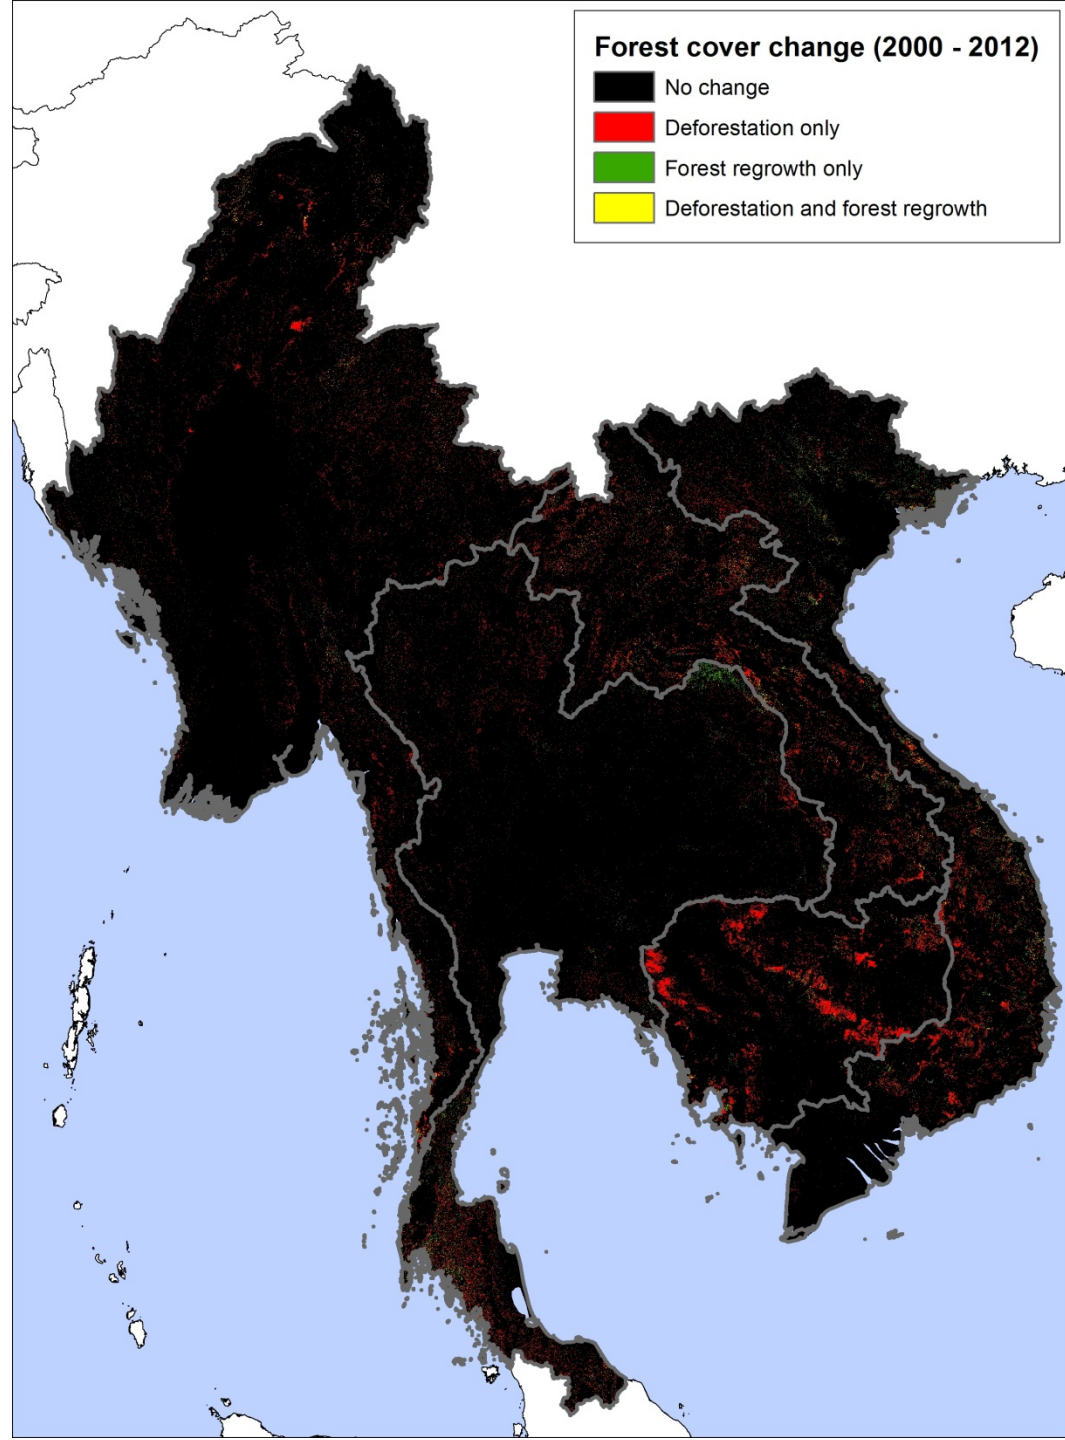 Forest cover change (2000 - 2012)
No change
Deforestation only
Forest regrowth only
Deforestation and forest regrowth